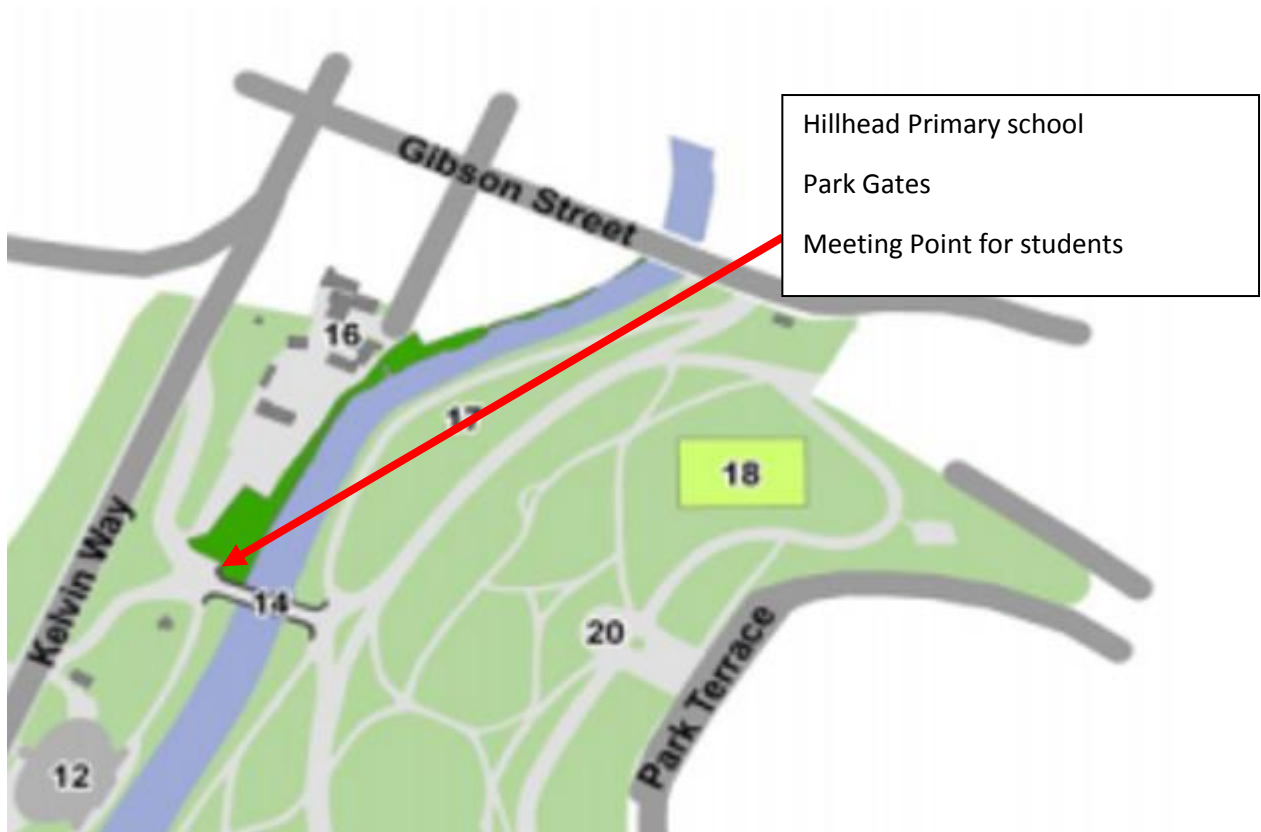 Hillhead Primary school
Park Gates
Meeting Point for students
Gibson Street
16
17
18
Kelvin Way
14
20
Park Terrace
12